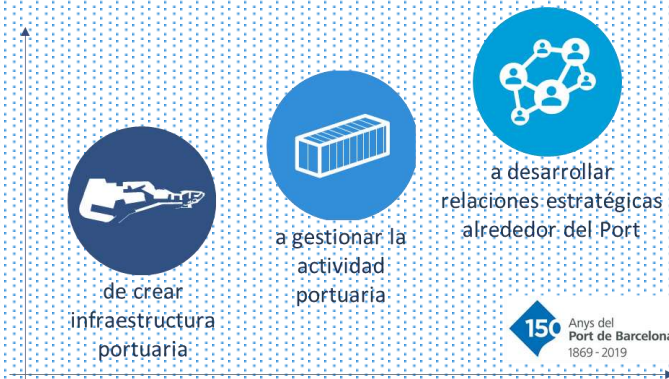 de crear
infraestructura
portuaria
a gestionar la
actividad
portuaria
a desarrollar
relaciones estratégicas
alrededor del Port
150
Anys del
Port de Barcelona
1869 - 2019